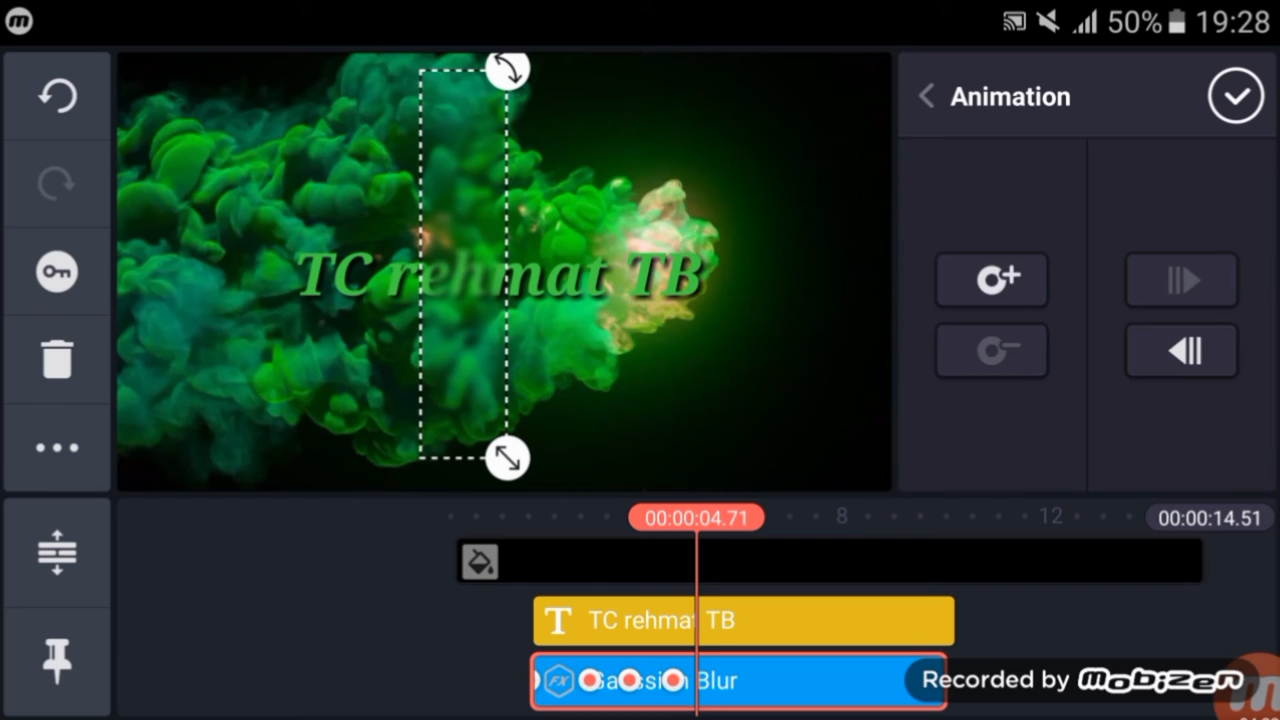 50% 19:28
Animation
TC rehmat TB
00:00:04.71
8
12
00:00:14.51
T TC rehmat TB
FX Gaussian Blur
Recorded by mobizen